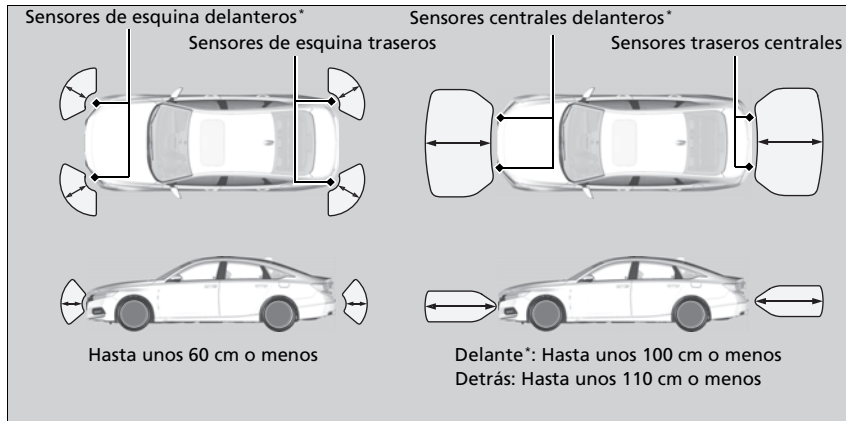 Sensores de esquina delanteros*
Sensores de esquina traseros
Sensores centrales delanteros*
Sensores traseros centrales
Hasta unos 60 cm o menos
Delante*: Hasta unos 100 cm o menos
Detrás: Hasta unos 110 cm o menos